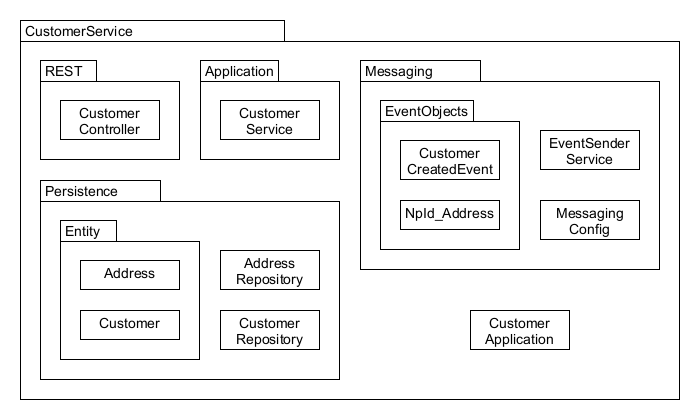 CustomerService
REST
Customer
Controller
Application
Customer
Service
Messaging
EventObjects
Customer
CreatedEvent
NpId_Address
EventSender
Service
Messaging
Config
Persistence
Entity
Address
Customer
Address
Repository
Customer
Repository
Customer
Application